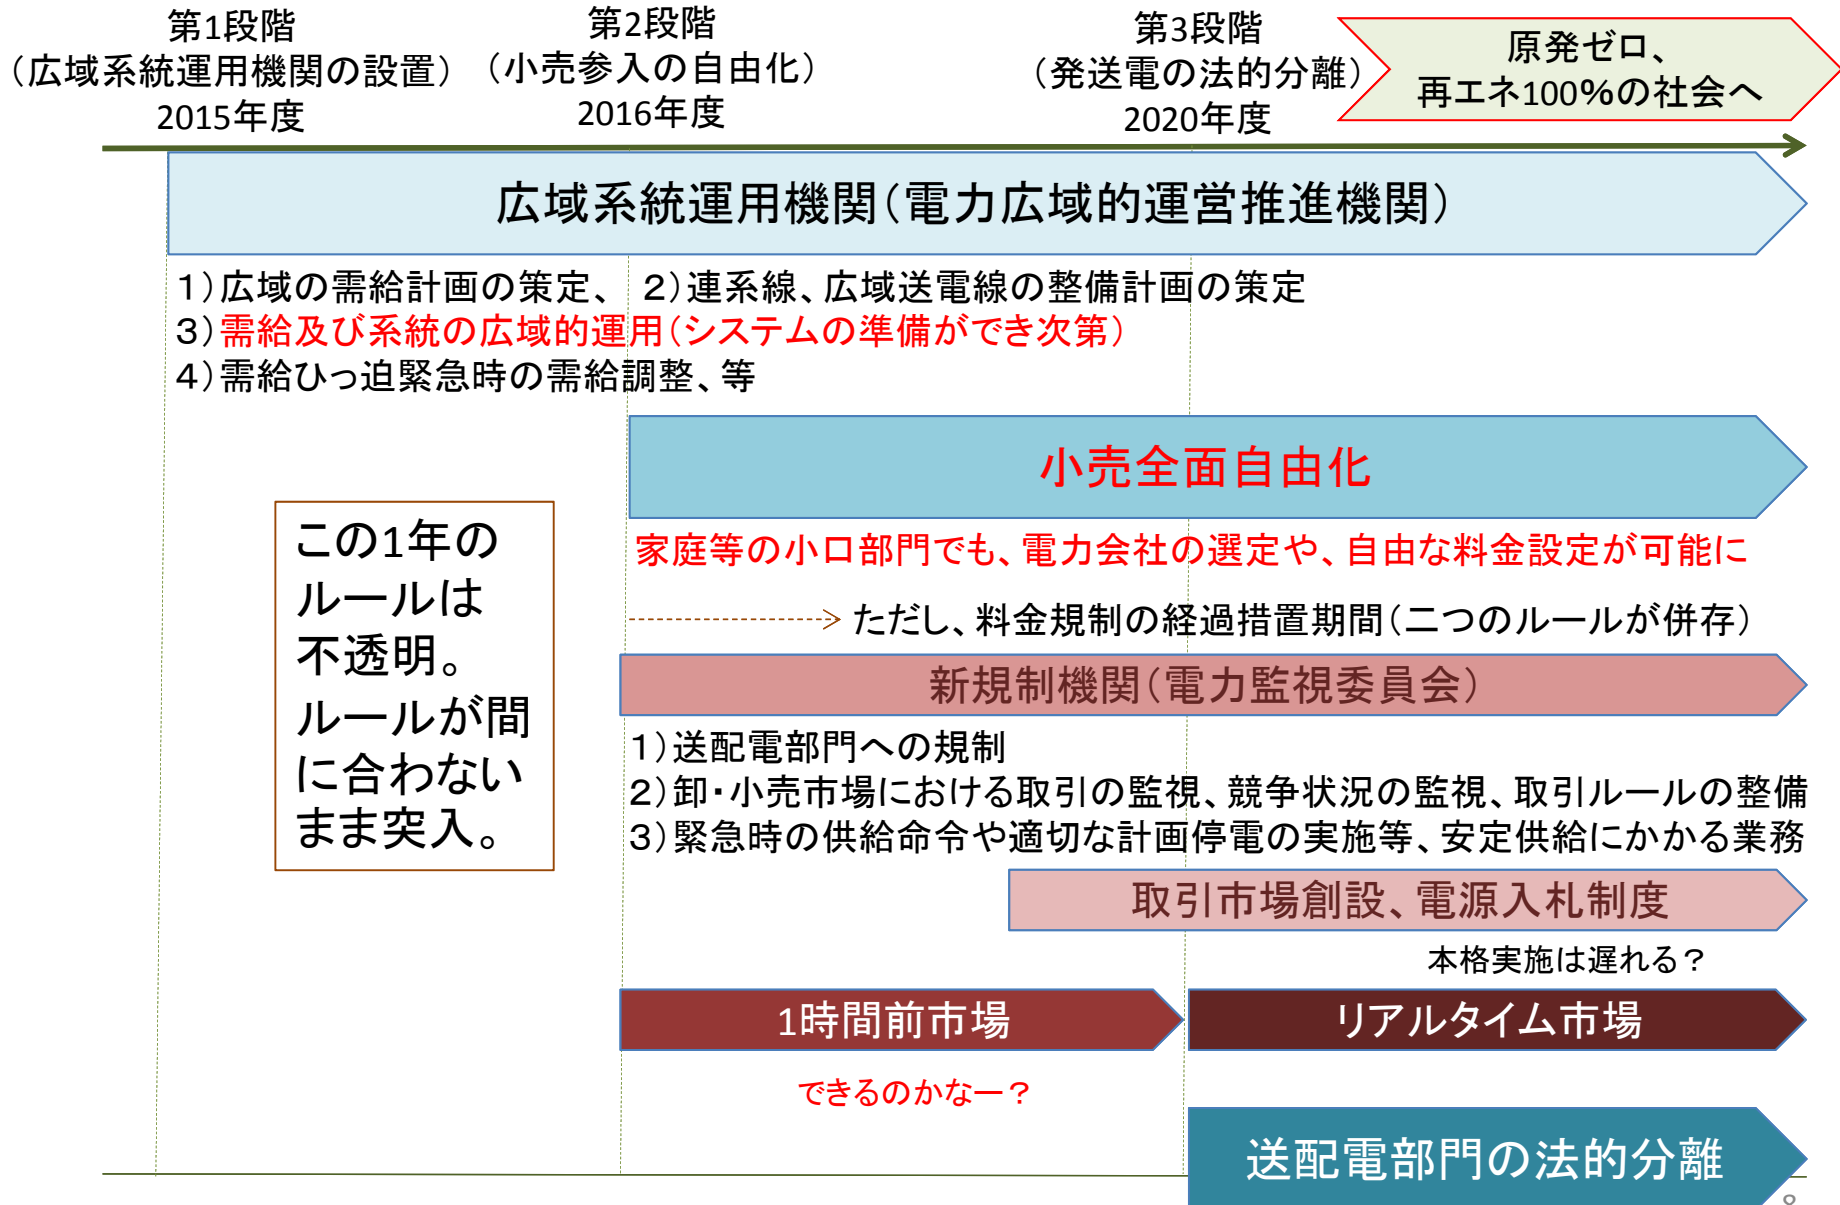 第1段階
（広域系統運用機関の設置）
2015年度
第2段階
（小売参入の自由化）
2016年度
第3段階
（発送電の法的分離）
2020年度
原発ゼロ、
再エネ100％の社会へ
広域系統運用機関（電力広域的運営推進機関）
１）広域の需給計画の策定、　２）連系線、広域送電線の整備計画の策定
３）需給及び系統の広域的運用（システムの準備ができ次第）
４）需給ひっ迫緊急時の需給調整、等
小売全面自由化
家庭等の小口部門でも、電力会社の選定や、自由な料金設定が可能に
この1年の
ルールは
不透明。
ルールが間
に合わない
まま突入。
ただし、料金規制の経過措置期間（二つのルールが併存）
新規制機関（電力監視委員会）
１）送配電部門への規制
２）卸・小売市場における取引の監視、競争状況の監視、取引ルールの整備
３）緊急時の供給命令や適切な計画停電の実施等、安定供給にかかる業務
取引市場創設、電源入札制度
本格実施は遅れる？
1時間前市場
リアルタイム市場
できるのかなー？
送配電部門の法的分離